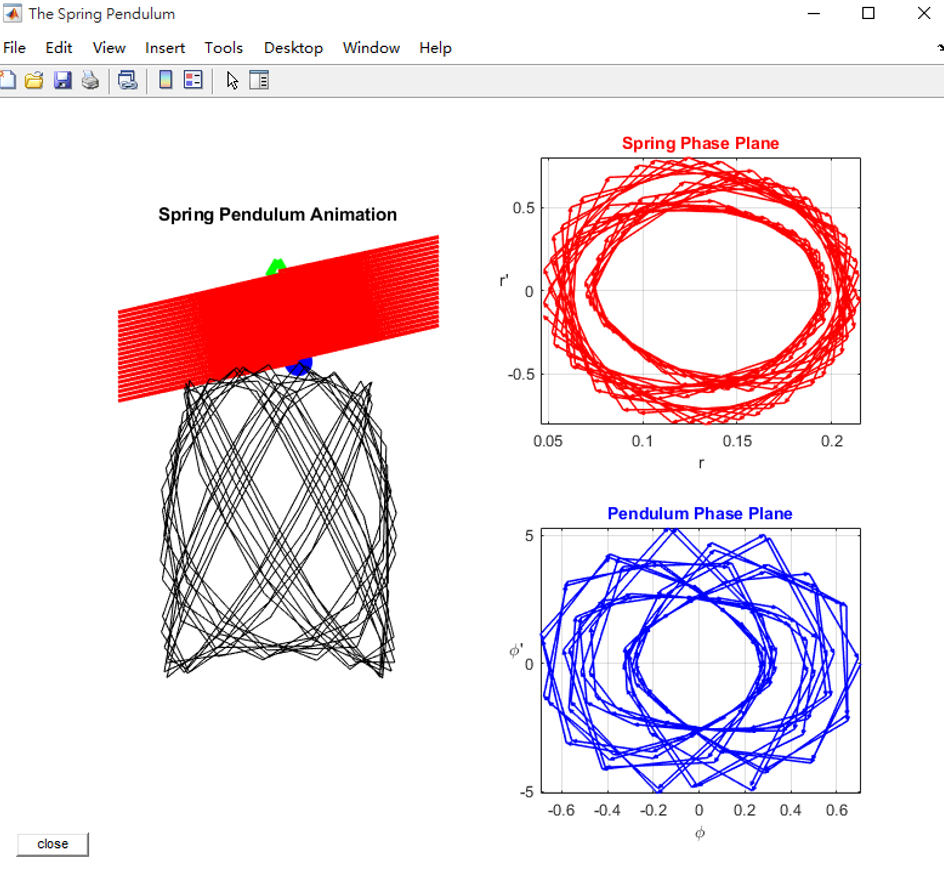 The Spring Pendulum
File Edit View Insert Tools Desktop Window Help
Spring Pendulum Animation
Spring Phase Plane
0.5
r'
0
-0.5
0.05 0.1 0.15 0.2
r
Pendulum Phase Plane
5
ϕ'
0
-5
-0.6 -0.4 -0.2 0 0.2 0.4 0.6
ϕ
close